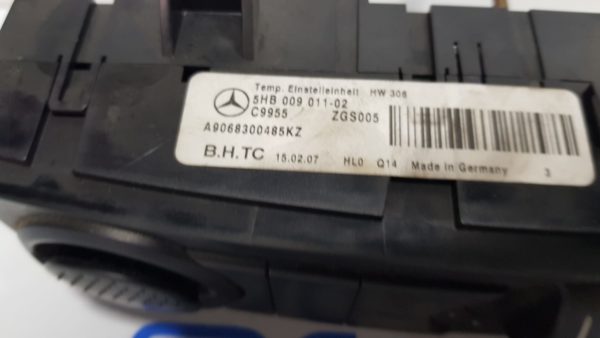 Temp. Einstelleinheit HW 306
5HB 009 011-02
C9955 ZGS005
A9068300485KZ
B.H.TC 15.02.07 HL0 Q14 Made in Germany 3